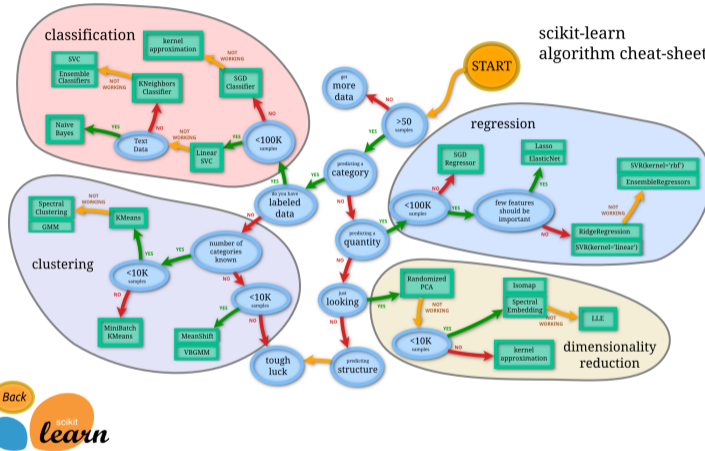 scikit-learn
algorithm cheat-sheet
START
get
more
data
>50
samples
NO
YES
predicting a
category
YES
NO
do you have
labeled
data
YES
NO
predicting a
quantity
YES
NO
just
looking
YES
NO
predicting
structure
tough
luck
classification
kernel
approximation
NOT
WORKING
SGD
Classifier
NO
<100K
samples
YES
Linear
SVC
NOT
WORKING
Text
Data
YES
Naive
Bayes
NO
KNeighbors
Classifier
NOT
WORKING
SVC
Ensemble
Classifiers
regression
SGD
Regressor
NO
<100K
samples
YES
few features
should be
important
YES
Lasso
ElasticNet
NO
RidgeRegression
SVR(kernel='linear')
NOT
WORKING
SVR(kernel='rbf')
EnsembleRegressors
clustering
Spectral
Clustering
GMM
NOT
WORKING
KMeans
YES
<10K
samples
NO
MiniBatch
KMeans
number of
categories
known
YES
NO
<10K
samples
YES
NO
MeanShift
VBGMM
dimensionality
reduction
Randomized
PCA
NOT
WORKING
<10K
samples
YES
NO
kernel
approximation
Isomap
Spectral
Embedding
NOT
WORKING
LLE
Back
scikit
learn